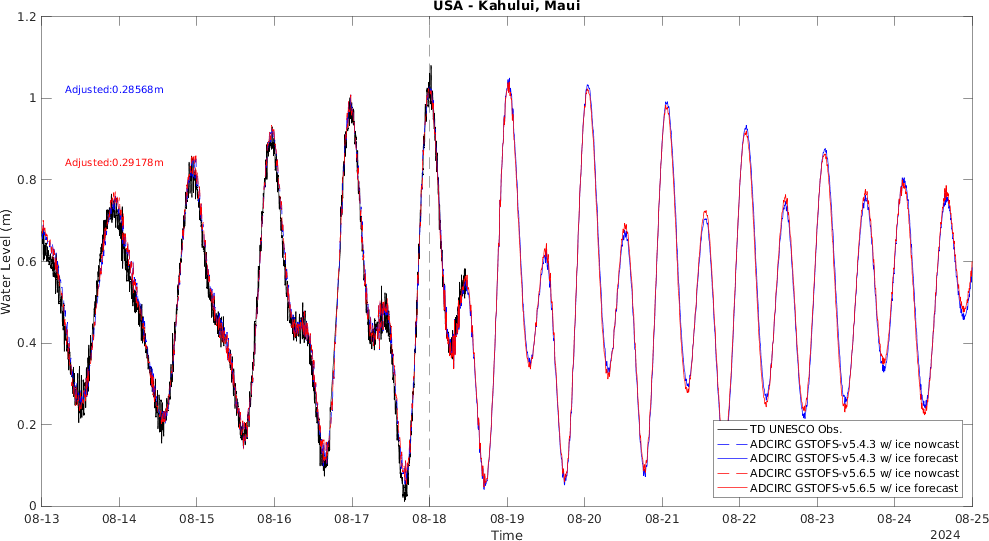 USA - Kahului, Maui
1.2
1
0.8
0.6
0.4
0.2
0
Water Level (m)
Adjusted:0.28568m
Adjusted:0.29178m
TD UNESCO Obs.
ADCIRC GSTOFS-v5.4.3 w/ ice nowcast
ADCIRC GSTOFS-v5.4.3 w/ ice forecast
ADCIRC GSTOFS-v5.6.5 w/ ice nowcast
ADCIRC GSTOFS-v5.6.5 w/ ice forecast
08-13 08-14 08-15 08-16 08-17 08-18 08-19 08-20 08-21 08-22 08-23 08-24 08-25
Time
2024